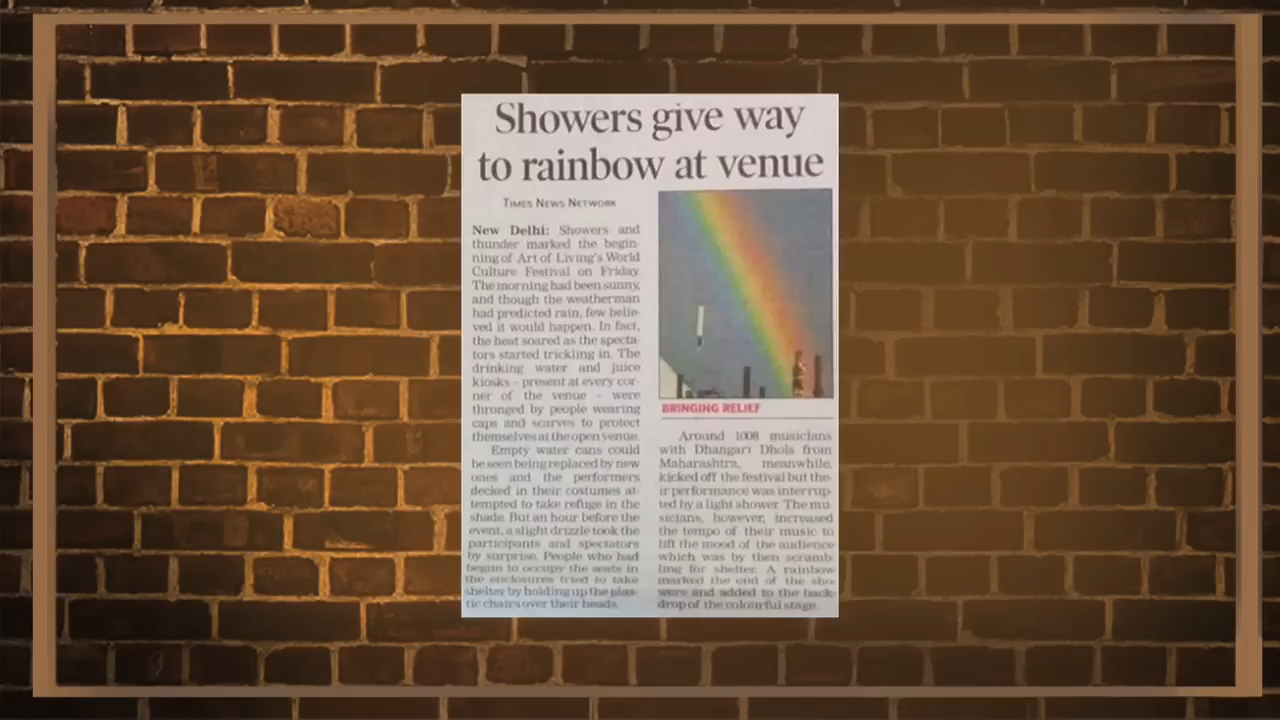 Showers give way
to rainbow at venue
TIMES NEWS NETWORK
New Delhi: Showers and
thunder marked the begin-
ning of Art of Living's World
Culture Festival on Friday.
The morning had been sunny,
and though the weatherman
had predicted rain, few belie-
ved it would happen. In fact,
the heat soared as the specta-
tors started trickling in. The
drinking water and juice
kiosks – present at every cor-
ner of the venue – were
thronged by people wearing
caps and scarves to protect
themselves at the open venue.
Empty water cans could
be seen being replaced by new
ones and the performers
decked in their costumes at-
tempted to take refuge in the
shade. But an hour before the
event, a slight drizzle took the
participants and spectators
by surprise. People who had
begun to occupy the seats in
the enclosures tried to take
shelter by holding up the plas-
tic chairs over their heads.
BRINGING RELIEF
Around 1008 musicians
with Dhangari Dhols from
Maharashtra, meanwhile,
kicked off the festival but the-
ir performance was interrup-
ted by a light shower. The mu-
sicians, however, increased
the tempo of their music to
lift the mood of the audience
which was by then scramb-
ling for shelter. A rainbow
marked the end of the sho-
wers and added to the back-
drop of the colourful stage.